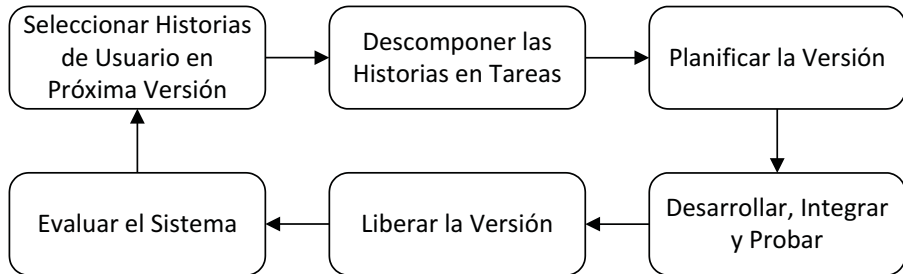 Seleccionar Historias
de Usuario en
Próxima Versión
Descomponer las
Historias en Tareas
Planificar la Versión
Evaluar el Sistema
Liberar la Versión
Desarrollar, Integrar
y Probar